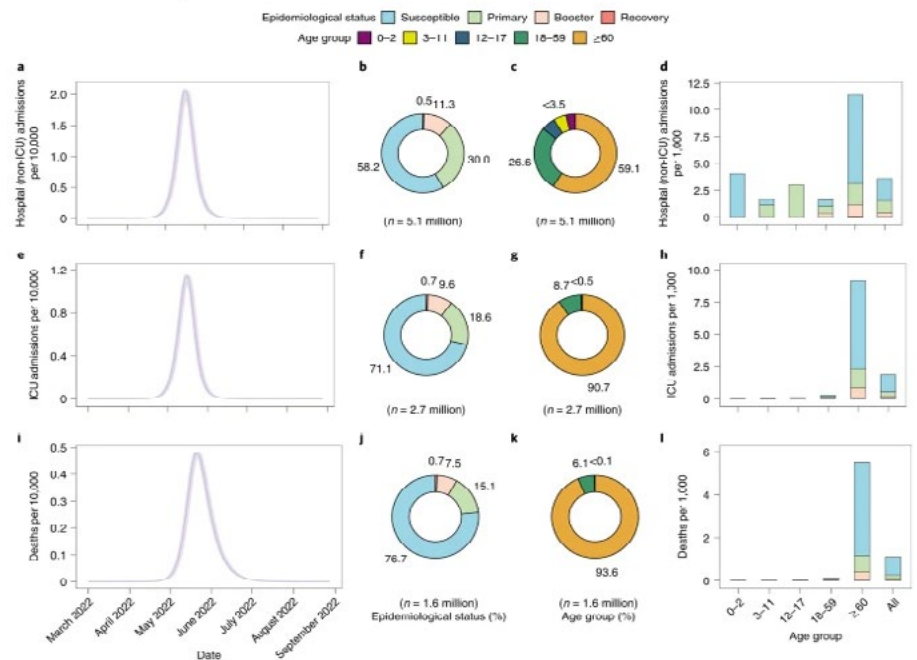 Epidemiological status Susceptible Primary Booster Recovery
Age group 0–2 3–11 12–17 18–59 ≥60
a b c d
Hospital (non-ICU) admissions
per 10,000
2.0
1.5
1.0
0.5
0
0.5 11.3
58.2 30.0
(n = 5.1 million)
<3.5
26.6 59.1
(n = 5.1 million)
Hospital (non-ICU) admissions
per 1,000
12.5
10.0
7.5
5.0
2.5
0
e f g h
ICU admissions per 10,000
1.2
0.8
0.4
0
0.7 9.6
18.6
71.1
(n = 2.7 million)
8.7 <0.5
90.7
(n = 2.7 million)
ICU admissions per 1,000
10.0
7.5
5.0
2.5
0
i j k l
Deaths per 10,000
0.5
0.4
0.3
0.2
0.1
0
March 2022 April 2022 May 2022 June 2022 July 2022 August 2022 September 2022
Date
0.7 7.5
15.1
76.7
(n = 1.6 million)
Epidemiological status (%)
6.1 <0.1
93.6
(n = 1.6 million)
Age group (%)
Deaths per 1,000
6
4
2
0
0–2 3–11 12–17 18–59 ≥60 All
Age group